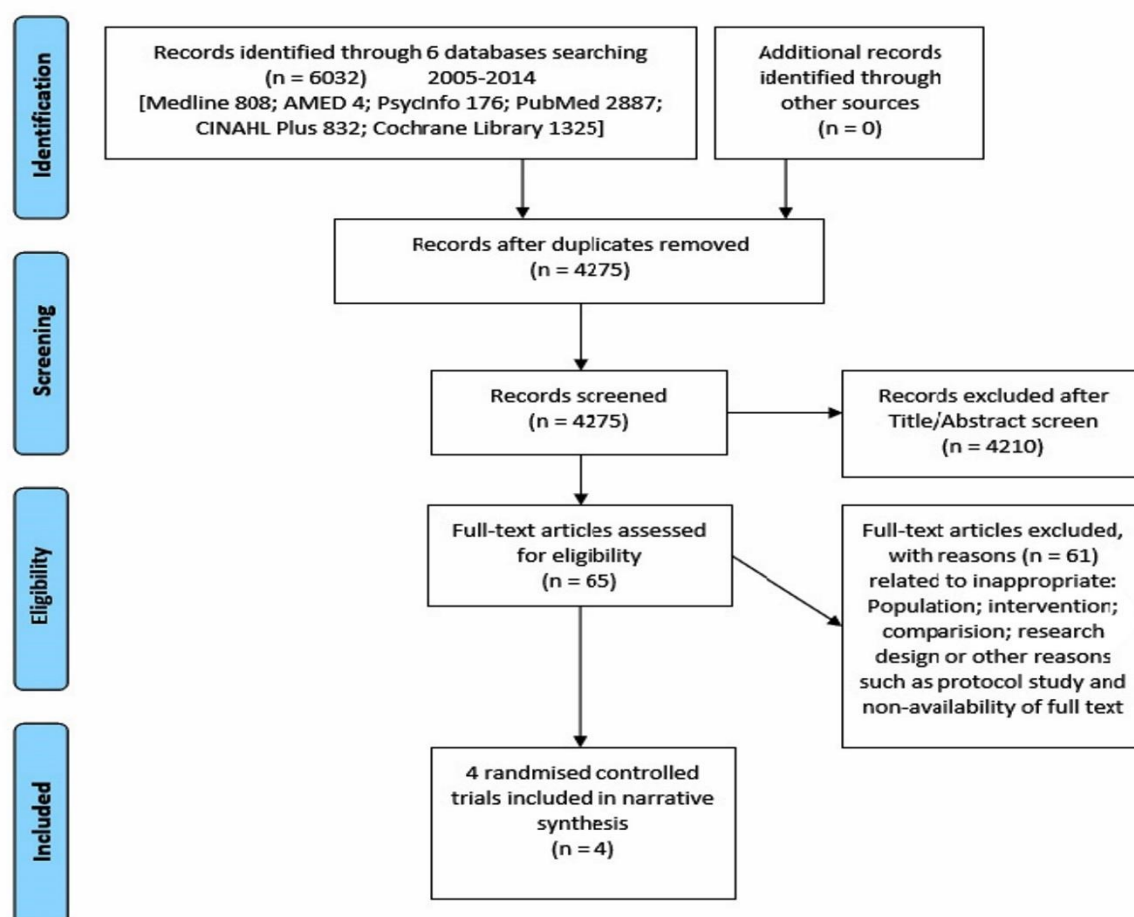 Identification
Records identified through 6 databases searching
(n = 6032) 2005-2014
[Medline 808; AMED 4; PsycInfo 176; PubMed 2887;
CINAHL Plus 832; Cochrane Library 1325]
Additional records
identified through
other sources
(n = 0)
Records after duplicates removed
(n = 4275)
Screening
Records screened
(n = 4275)
Records excluded after
Title/Abstract screen
(n = 4210)
Eligibility
Full-text articles assessed
for eligibility
(n = 65)
Full-text articles excluded,
with reasons (n = 61)
related to inappropriate:
Population; intervention;
comparision; research
design or other reasons
such as protocol study and
non-availability of full text
Included
4 randmised controlled
trials included in narrative
synthesis
(n = 4)